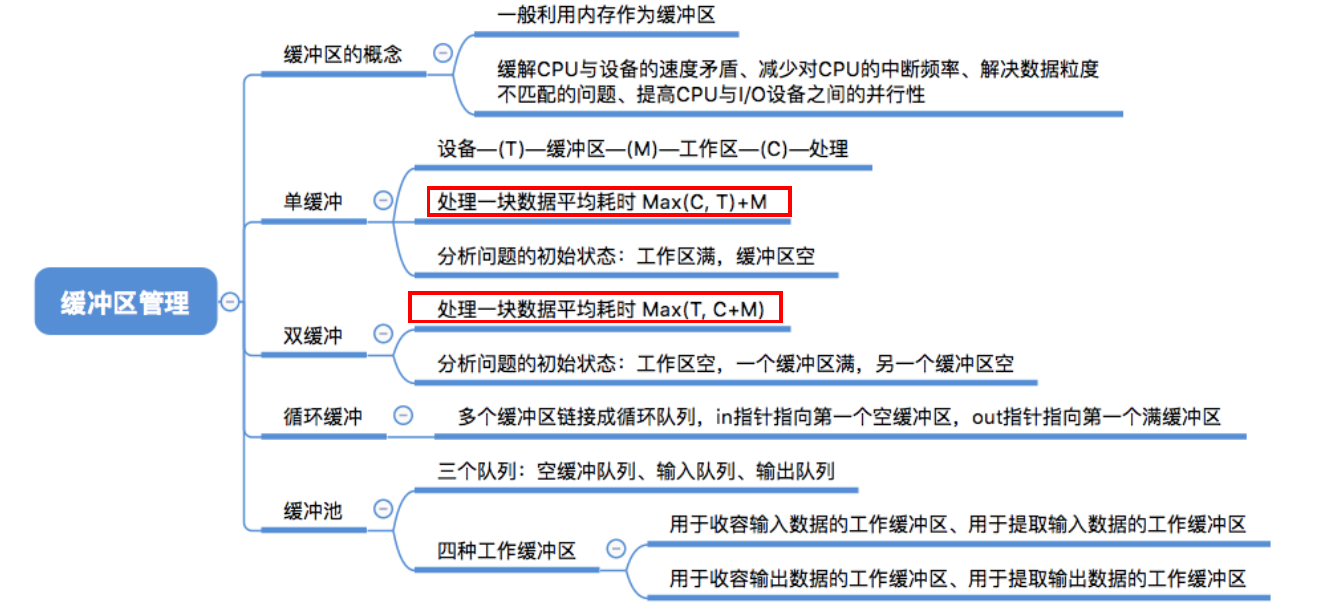 一般利用内存作为缓冲区
缓冲区的概念
缓解CPU与设备的速度矛盾、减少对CPU的中断频率、解决数据粒度
不匹配的问题、提高CPU与I/O设备之间的并行性
设备—(T)—缓冲区—(M)—工作区—(C)—处理
单缓冲
处理一块数据平均耗时 Max(C, T)+M
分析问题的初始状态：工作区满，缓冲区空
缓冲区管理
处理一块数据平均耗时 Max(T, C+M)
双缓冲
分析问题的初始状态：工作区空，一个缓冲区满，另一个缓冲区空
循环缓冲
多个缓冲区链接成循环队列，in指针指向第一个空缓冲区，out指针指向第一个满缓冲区
三个队列：空缓冲队列、输入队列、输出队列
缓冲池
四种工作缓冲区
用于收容输入数据的工作缓冲区、用于提取输入数据的工作缓冲区
用于收容输出数据的工作缓冲区、用于提取输出数据的工作缓冲区